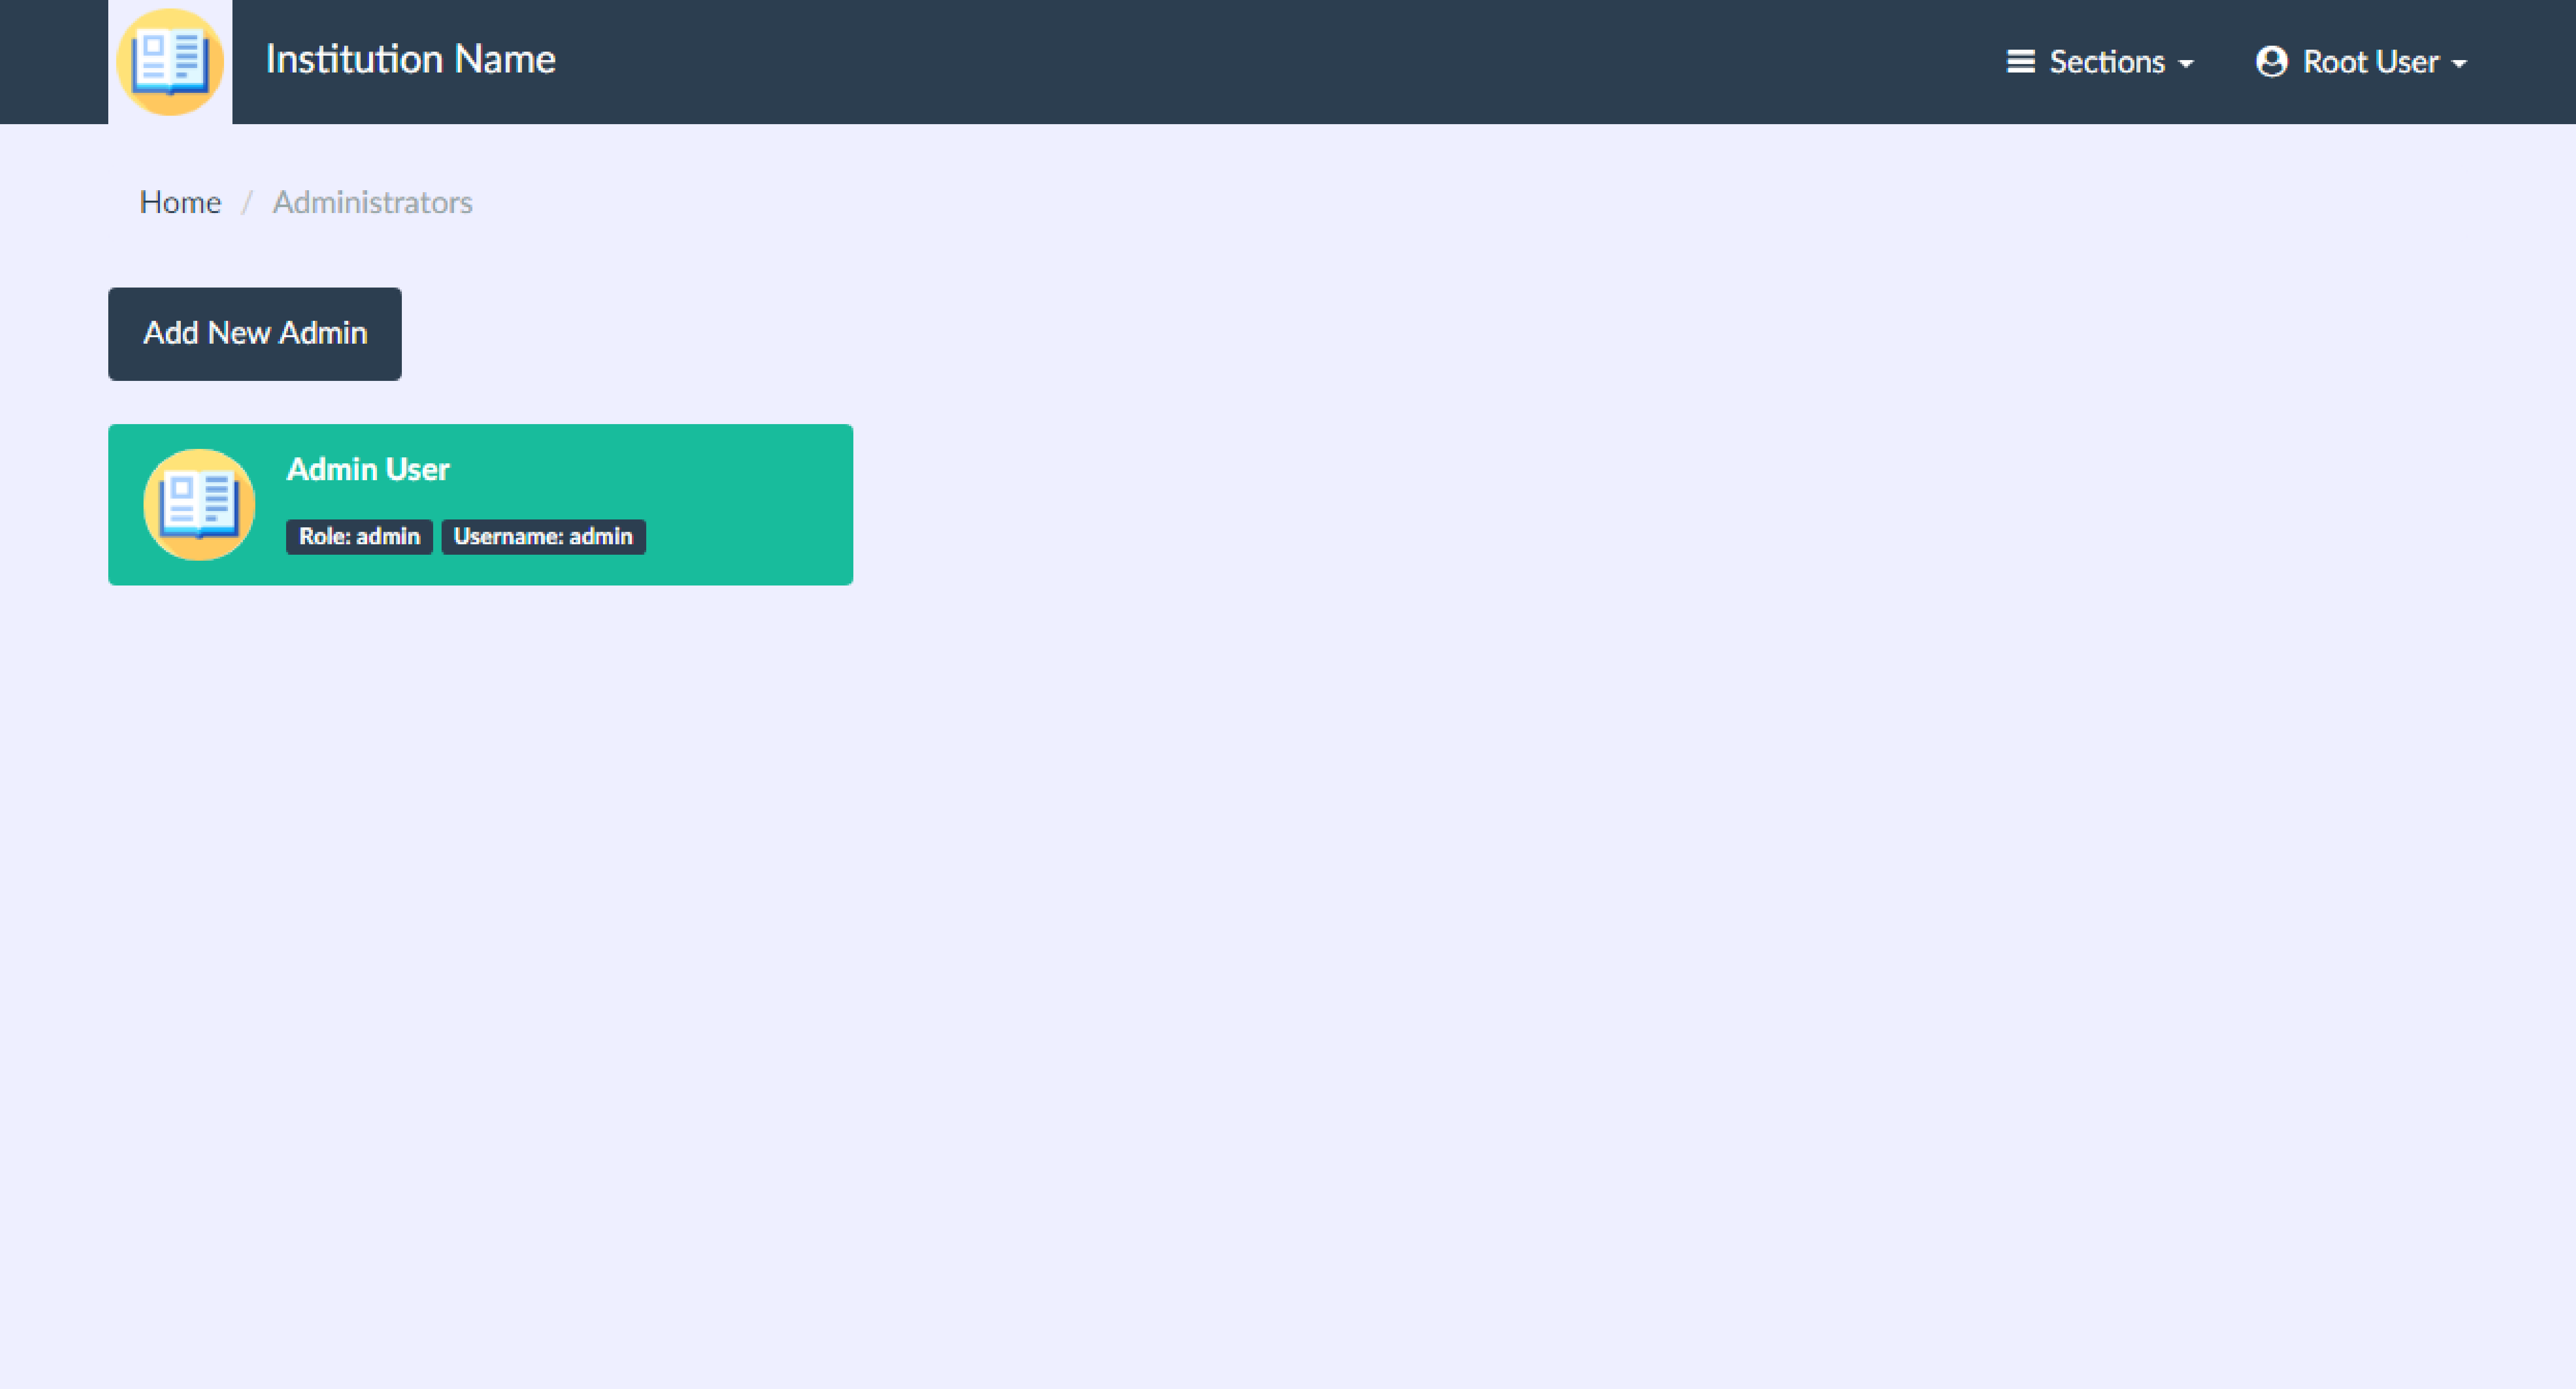 Institution Name
Sections
Root User
Home / Administrators
Add New Admin
Admin User
Role: admin
Username: admin